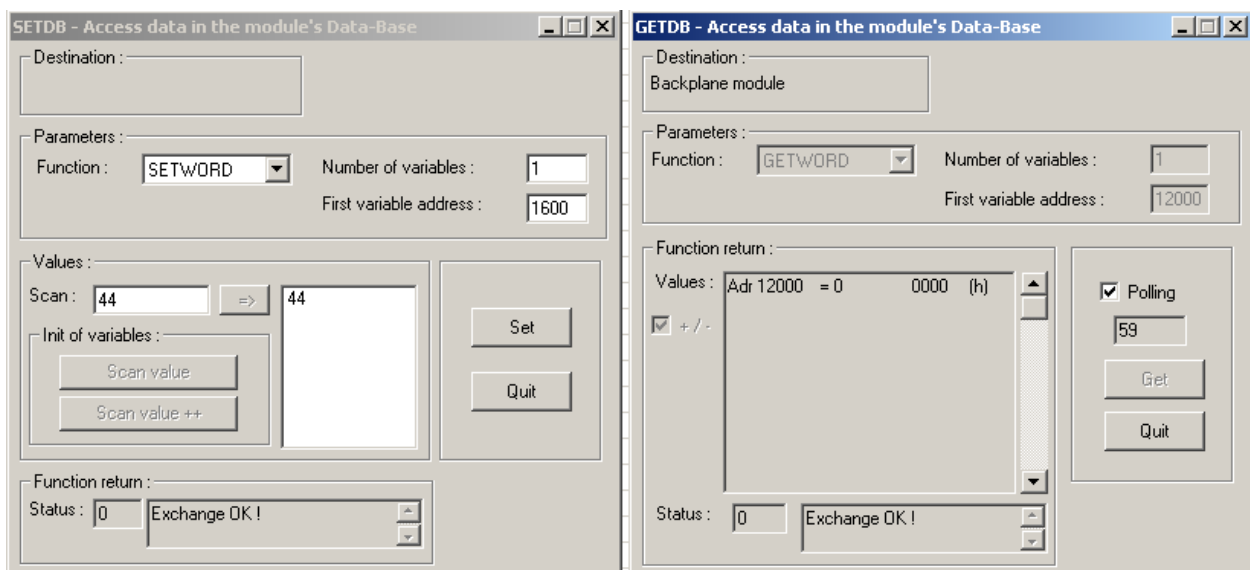 SETDB - Access data in the module's Data-Base
Destination :
Parameters :
Function : SETWORD Number of variables : 1
First variable address : 1600
Values :
Scan : 44 => 44
Init of variables :
Scan value
Scan value ++
Set
Quit
Function return :
Status : 0 Exchange OK !
GETDB - Access data in the module's Data-Base
Destination :
Backplane module
Parameters :
Function : GETWORD Number of variables : 1
First variable address : 12000
Function return :
Values : Adr 12000 = 0 0000 (h)
+ / -
Polling
59
Get
Quit
Status : 0 Exchange OK !